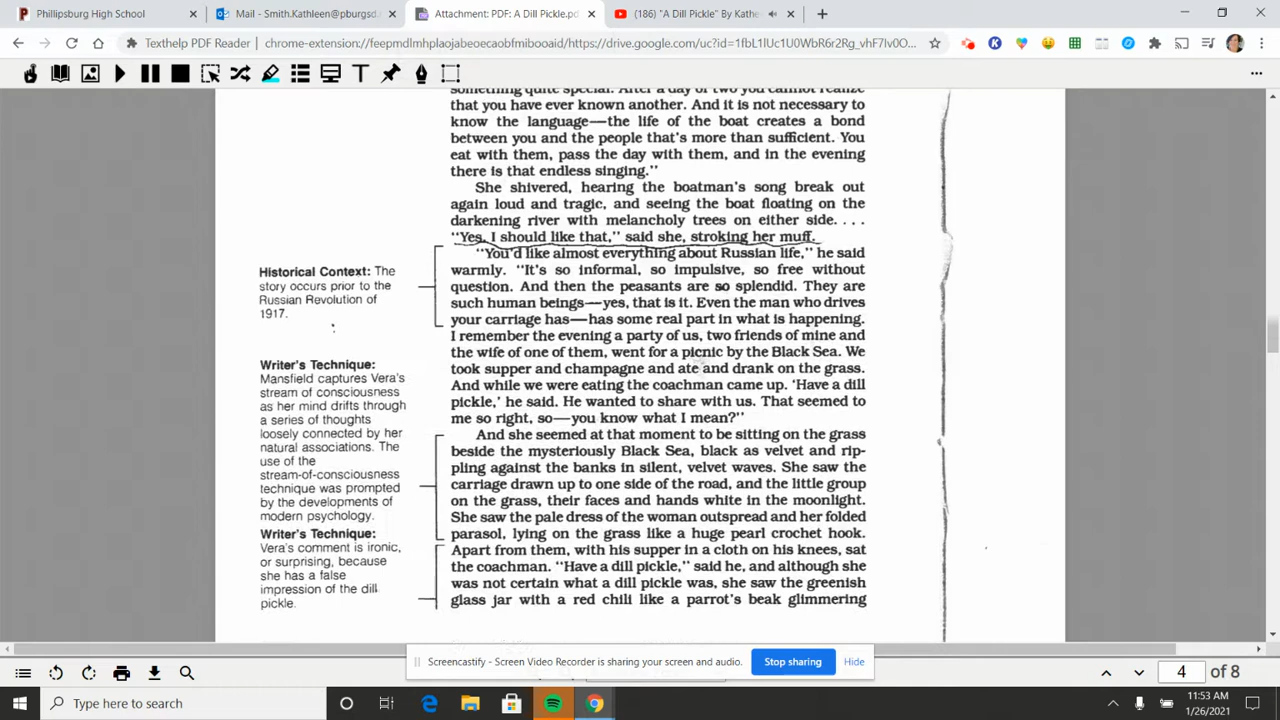 Phillipsburg High School
Mail - Smith.Kathleen@pburgsd.
Attachment: PDF: A Dill Pickle.pd
(186) "A Dill Pickle" By Kathe
Texthelp PDF Reader
chrome-extension://feepmdlmhplaojabeoecaobfmibooaid/https://drive.google.com/uc?id=1fbL1lUc1U0WbR6r2Rg_vhF7Iv0O...
something quite special. After a day or two you cannot realize
that you have ever known another. And it is not necessary to
know the language—the life of the boat creates a bond
between you and the people that's more than sufficient. You
eat with them, pass the day with them, and in the evening
there is that endless singing."
She shivered, hearing the boatman's song break out
again loud and tragic, and seeing the boat floating on the
darkening river with melancholy trees on either side. . . .
"Yes, I should like that," said she, stroking her muff.
"You'd like almost everything about Russian life," he said
warmly. "It's so informal, so impulsive, so free without
question. And then the peasants are so splendid. They are
such human beings—yes, that is it. Even the man who drives
your carriage has—has some real part in what is happening.
I remember the evening a party of us, two friends of mine and
the wife of one of them, went for a picnic by the Black Sea. We
took supper and champagne and ate and drank on the grass.
And while we were eating the coachman came up. 'Have a dill
pickle,' he said. He wanted to share with us. That seemed to
me so right, so—you know what I mean?"
And she seemed at that moment to be sitting on the grass
beside the mysteriously Black Sea, black as velvet and rip-
pling against the banks in silent, velvet waves. She saw the
carriage drawn up to one side of the road, and the little group
on the grass, their faces and hands white in the moonlight.
She saw the pale dress of the woman outspread and her folded
parasol, lying on the grass like a huge pearl crochet hook.
Apart from them, with his supper in a cloth on his knees, sat
the coachman. "Have a dill pickle," said he, and although she
was not certain what a dill pickle was, she saw the greenish
glass jar with a red chili like a parrot's beak glimmering
Historical Context: The
story occurs prior to the
Russian Revolution of
1917.
Writer's Technique:
Mansfield captures Vera's
stream of consciousness
as her mind drifts through
a series of thoughts
loosely connected by her
natural associations. The
use of the
stream-of-consciousness
technique was prompted
by the developments of
modern psychology.
Writer's Technique:
Vera's comment is ironic,
or surprising, because
she has a false
impression of the dill
pickle.
Screencastify - Screen Video Recorder is sharing your screen and audio.
Stop sharing
Hide
4 of 8
Type here to search
11:53 AM
1/26/2021